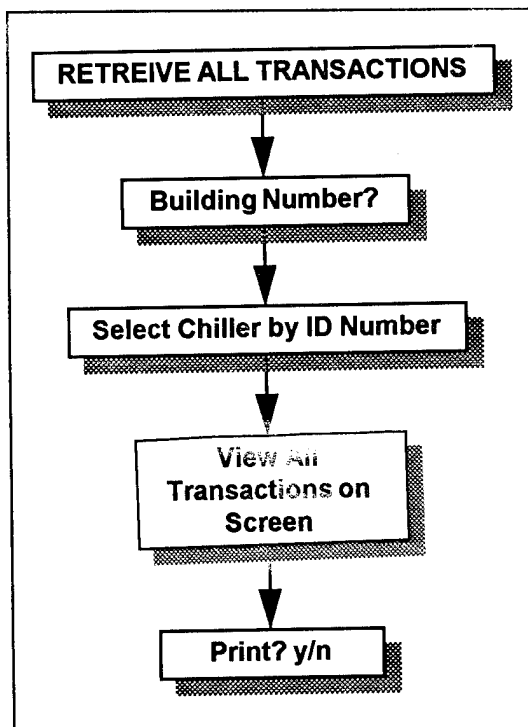 RETREIVE ALL TRANSACTIONS
Building Number?
Select Chiller by ID Number
View All
Transactions on
Screen
Print? y/n